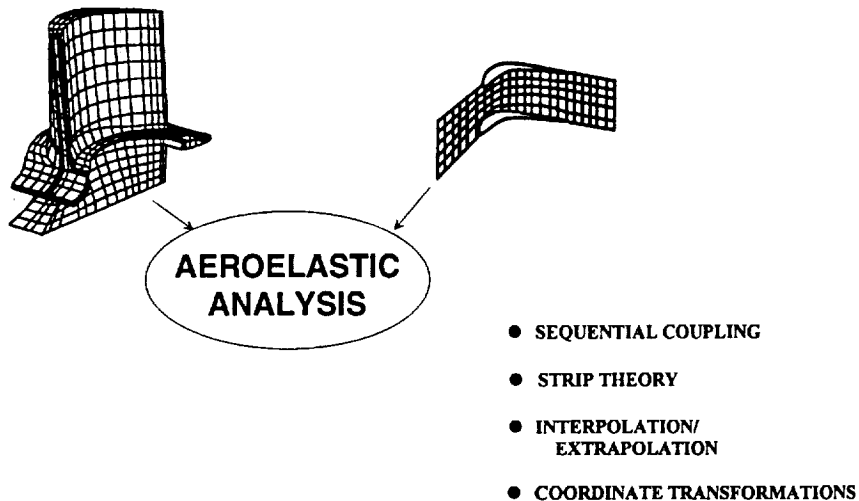 AEROELASTIC
ANALYSIS
● SEQUENTIAL COUPLING
● STRIP THEORY
● INTERPOLATION/
EXTRAPOLATION
● COORDINATE TRANSFORMATIONS